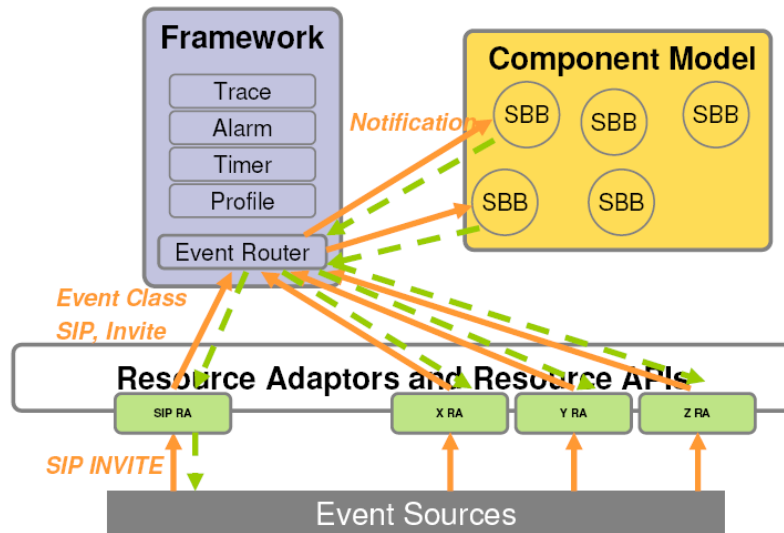 Framework
Trace
Alarm
Timer
Profile
Event Router
Notification
Component Model
SBB
SBB
SBB
SBB
SBB
Event Class
SIP, Invite
Resource Adaptors and Resource APIs
SIP RA
X RA
Y RA
Z RA
SIP INVITE
Event Sources